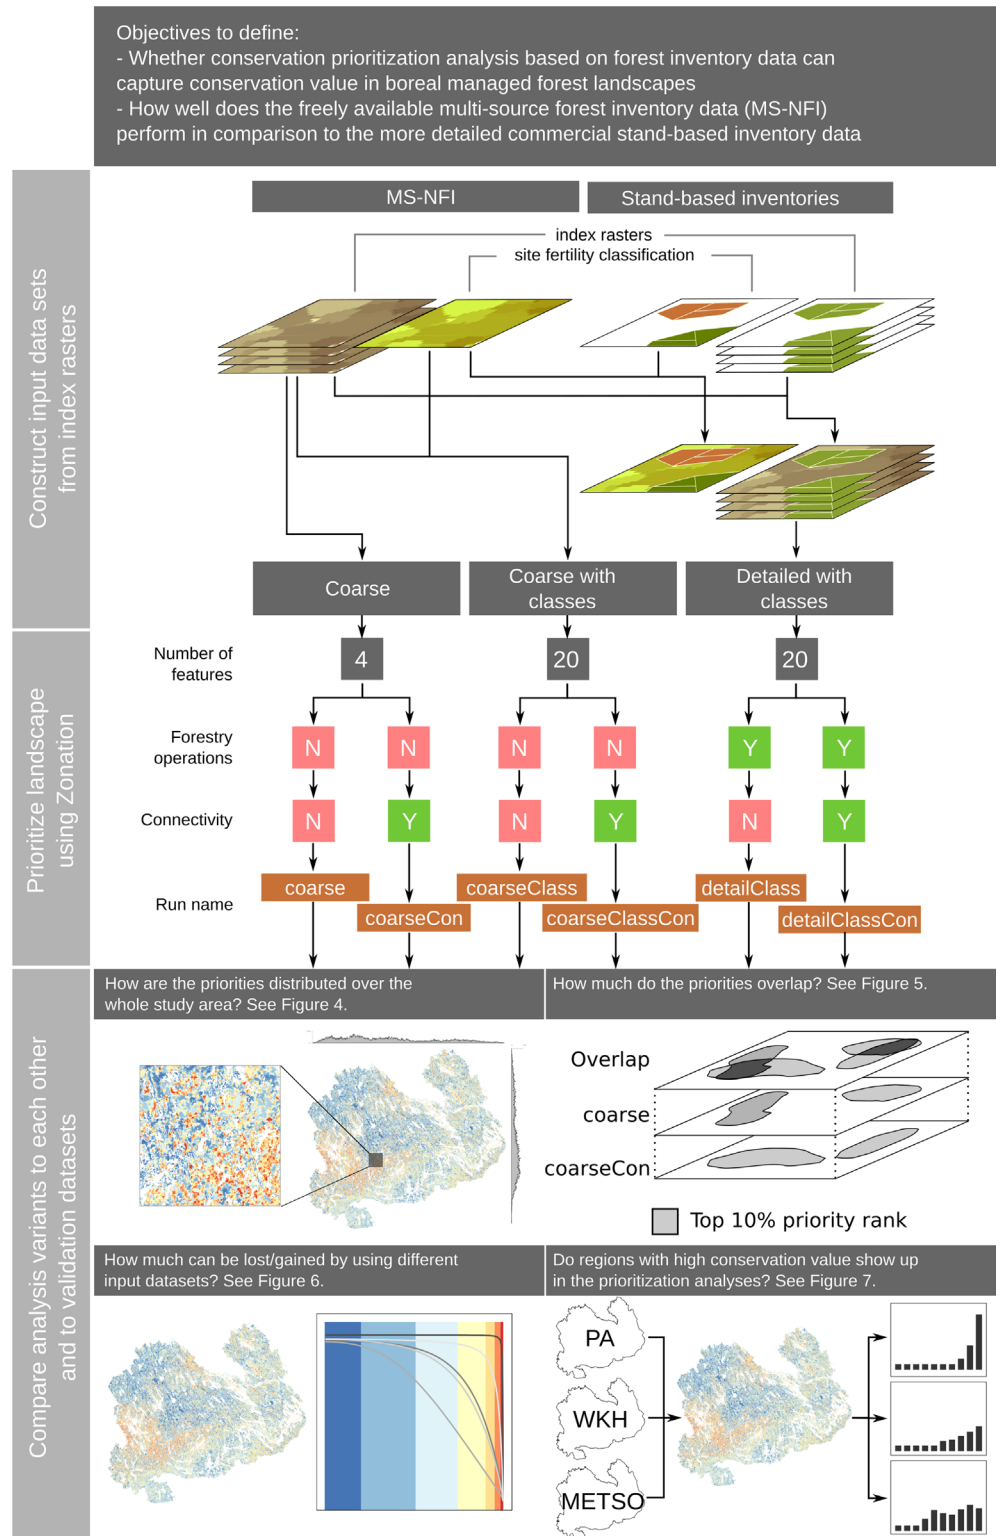 Objectives to define:
- Whether conservation prioritization analysis based on forest inventory data can
capture conservation value in boreal managed forest landscapes
- How well does the freely available multi-source forest inventory data (MS-NFI)
perform in comparison to the more detailed commercial stand-based inventory data
Construct input data sets
from index rasters
MS-NFI
Stand-based inventories
index rasters
site fertility classification
Coarse
Coarse with
classes
Detailed with
classes
Prioritize landscape
using Zonation
Number of
features
4
20
20
Forestry
operations
N
N
N
N
Y
Y
Connectivity
N
Y
N
Y
N
Y
Run name
coarse
coarseCon
coarseClass
coarseClassCon
detailClass
detailClassCon
Compare analysis variants to each other
and to validation datasets
How are the priorities distributed over the
whole study area? See Figure 4.
How much do the priorities overlap? See Figure 5.
Overlap
coarse
coarseCon
Top 10% priority rank
How much can be lost/gained by using different
input datasets? See Figure 6.
Do regions with high conservation value show up
in the prioritization analyses? See Figure 7.
PA
WKH
METSO